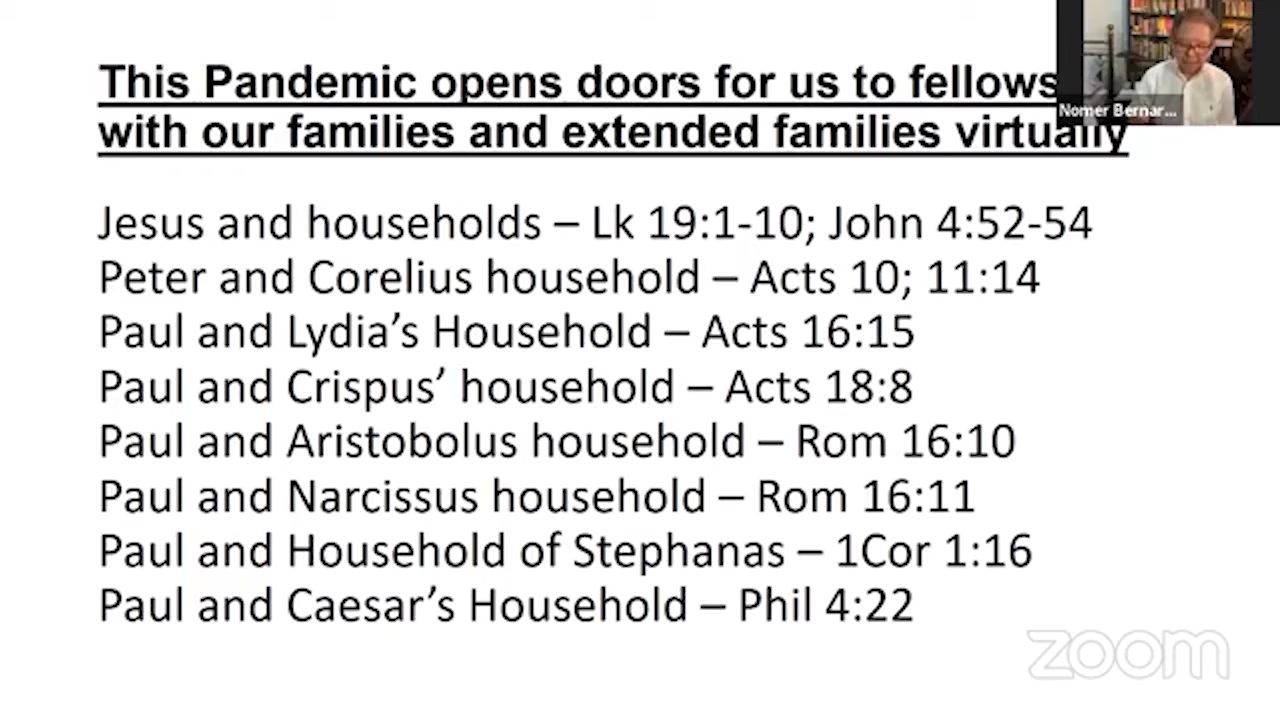 This Pandemic opens doors for us to fellows
with our families and extended families virtually
Nomer Bernar...
Jesus and households – Lk 19:1-10; John 4:52-54
Peter and Corelius household – Acts 10; 11:14
Paul and Lydia’s Household – Acts 16:15
Paul and Crispus’ household – Acts 18:8
Paul and Aristobolus household – Rom 16:10
Paul and Narcissus household – Rom 16:11
Paul and Household of Stephanas – 1Cor 1:16
Paul and Caesar’s Household – Phil 4:22
zoom